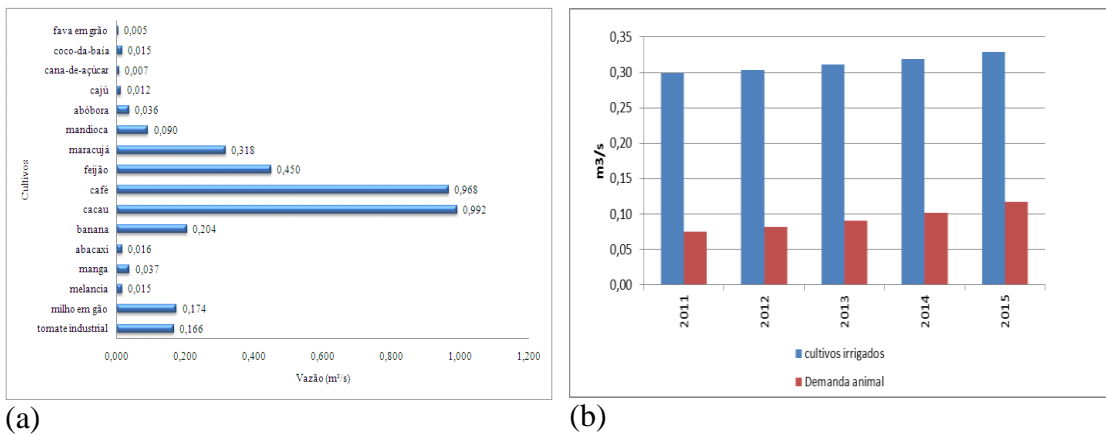 fava em grão 0,005
coco-da-baía 0,015
cana-de-açúcar 0,007
cajú 0,012
abóbora 0,036
mandioca 0,090
maracujá 0,318
feijão 0,450
café 0,968
cacau 0,992
banana 0,204
abacaxi 0,016
manga 0,037
melancia 0,015
milho em gão 0,174
tomate industrial 0,166
Cultivos
0,000 0,200 0,400 0,600 0,800 1,000 1,200
Vazão (m³/s)
(a)
0,35
0,30
0,25
0,20
0,15
0,10
0,05
0,00
m3/s
2011 2012 2013 2014 2015
cultivos irrigados
Demanda animal
(b)